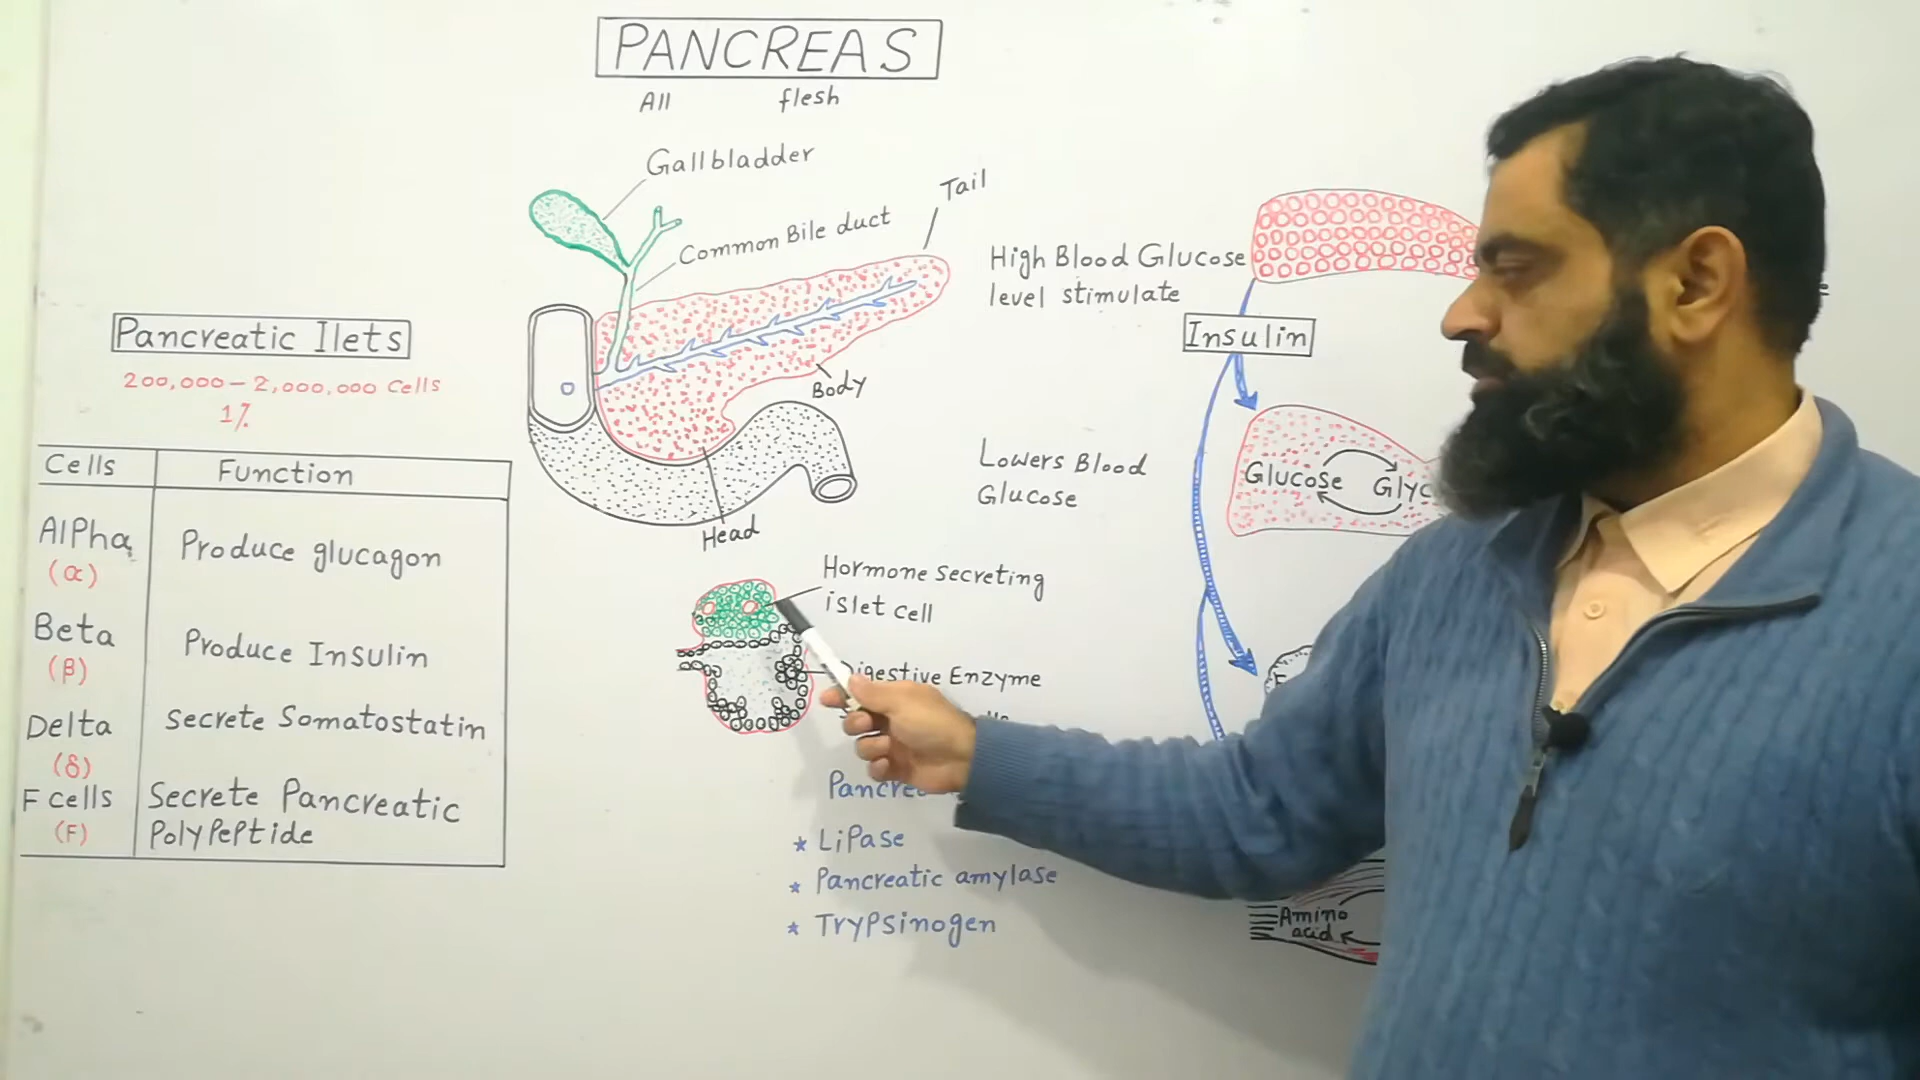 PANCREAS
All flesh
Gallbladder
Common Bile duct
Tail
Body
Head
Pancreatic Ilets
200,000-2,000,000 Cells
1%
Cells Function
Alpha Produce glucagon
(α)
Beta Produce Insulin
(β)
Delta Secrete Somatostatin
(δ)
F cells Secrete Pancreatic
(F) Polypeptide
Hormone Secreting
islet cell
Digestive Enzyme
* Lipase
* Pancreatic amylase
* Trypsinogen
High Blood Glucose
level stimulate
Insulin
Lowers Blood
Glucose
Glucose
Amino
acid